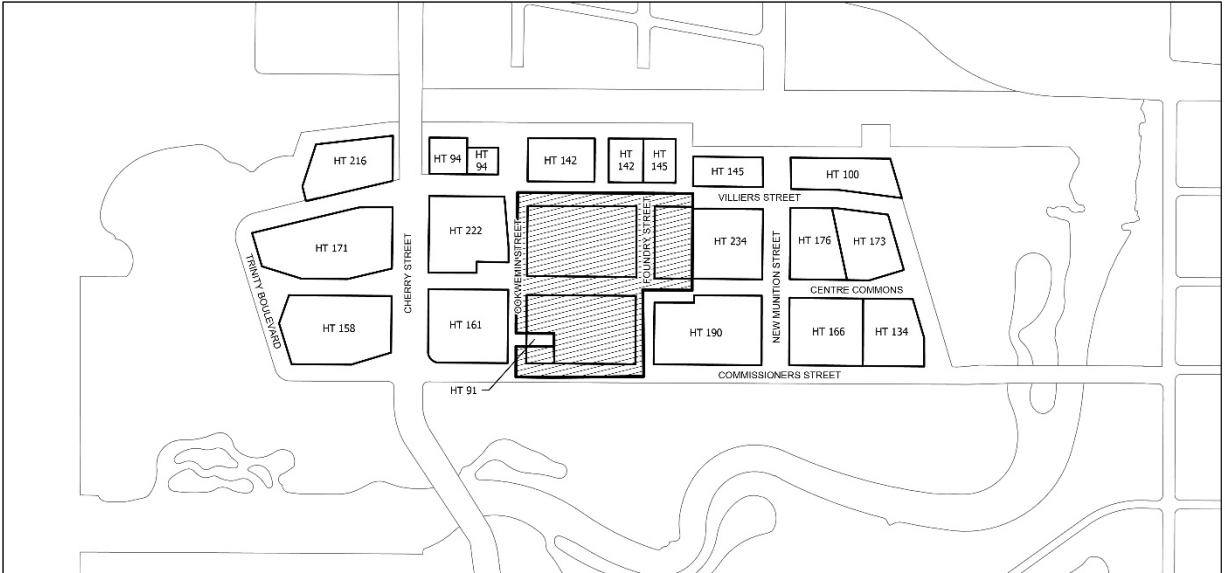 HT 216
HT 94
HT
94
HT 142
HT
142
HT
145
HT 145
HT 100
VILLIERS STREET
HT 171
HT 222
HT 234
HT 176
HT 173
TRINITY BOULEVARD
CHERRY STREET
OOKWEMIN STREET
FOUNDRY STREET
NEW MUNITION STREET
CENTRE COMMONS
HT 158
HT 161
HT 190
HT 166
HT 134
COMMISSIONERS STREET
HT 91